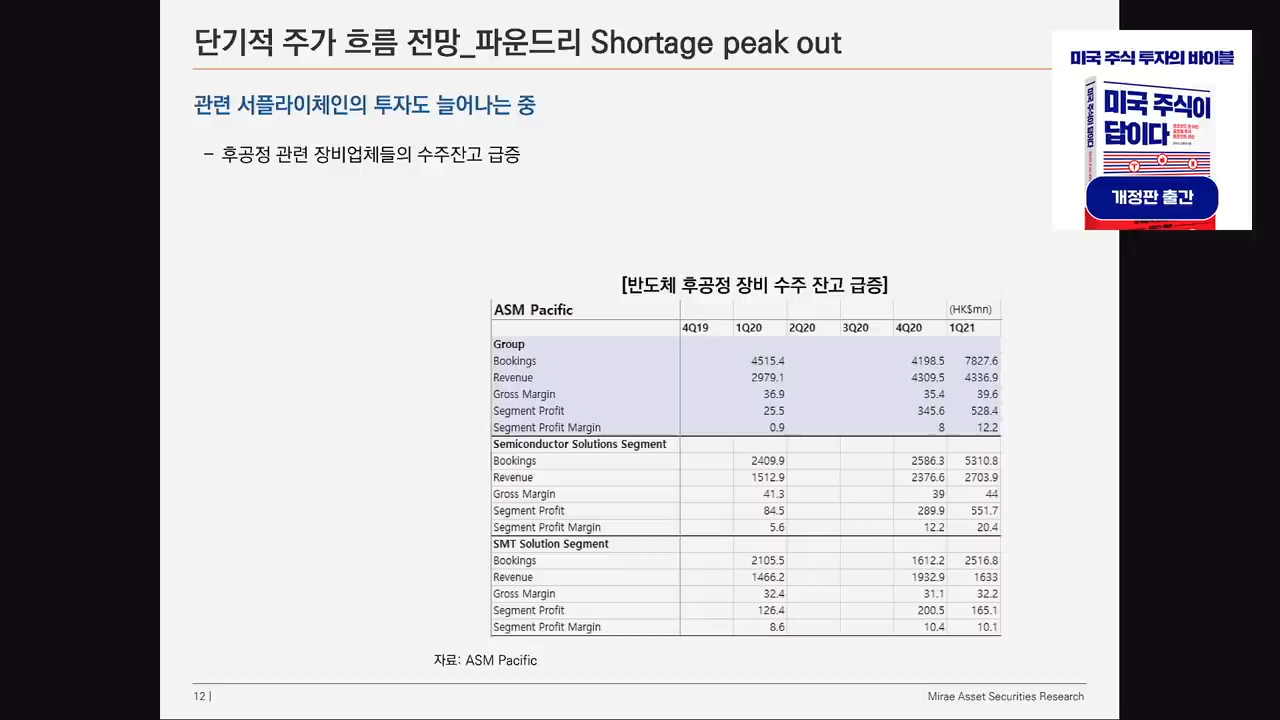 단기적 주가 흐름 전망_파운드리 Shortage peak out
미국 주식 투자의 바이블
미국 주식이
답이다
개정판 출간
관련 서플라이체인의 투자도 늘어나는 중
– 후공정 관련 장비업체들의 수주잔고 급증
[반도체 후공정 장비 수주 잔고 급증]
ASM Pacific (HK$mn)
4Q19 1Q20 2Q20 3Q20 4Q20 1Q21
Group
Bookings 4515.4 4198.5 7827.6
Revenue 2979.1 4309.5 4336.9
Gross Margin 36.9 35.4 39.6
Segment Profit 25.5 345.6 528.4
Segment Profit Margin 0.9 8 12.2
Semiconductor Solutions Segment
Bookings 2409.9 2586.3 5310.8
Revenue 1512.9 2376.6 2703.9
Gross Margin 41.3 39 44
Segment Profit 84.5 289.9 551.7
Segment Profit Margin 5.6 12.2 20.4
SMT Solution Segment
Bookings 2105.5 1612.2 2516.8
Revenue 1466.2 1932.9 1633
Gross Margin 32.4 31.1 32.2
Segment Profit 126.4 200.5 165.1
Segment Profit Margin 8.6 10.4 10.1
자료: ASM Pacific
12 |
Mirae Asset Securities Research